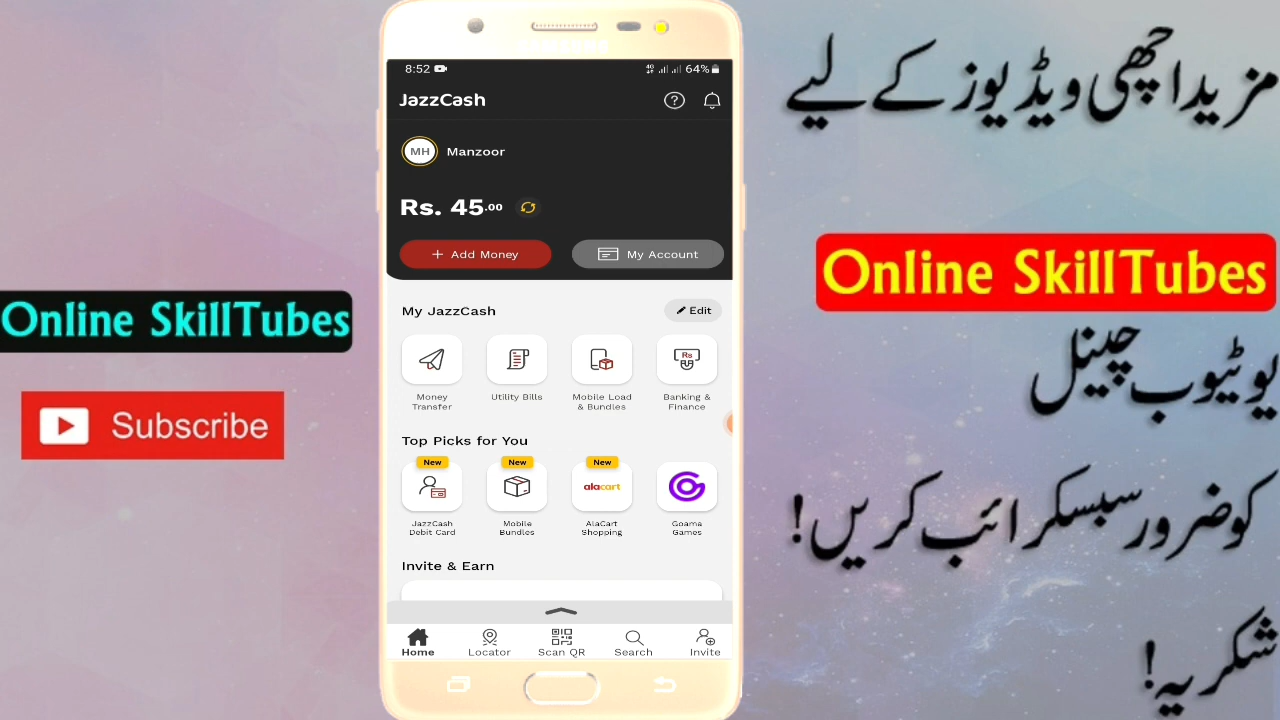 Online SkillTubes
Subscribe
8:52
4G
64%
JazzCash
?
MH
Manzoor
Rs. 45.00
+ Add Money
My Account
My JazzCash
Edit
Money
Transfer
Utility Bills
Mobile Load
& Bundles
Rs
Banking &
Finance
Top Picks for You
New
New
New
alacart
JazzCash
Debit Card
Mobile
Bundles
AlaCart
Shopping
Goama
Games
Invite & Earn
Home
Locator
Scan QR
Search
Invite
مزید اچھی ویڈیوز کے لیے
Online SkillTubes
یوٹیوب چینل
کو ضرور سبسکرائب کریں!
شکریہ!